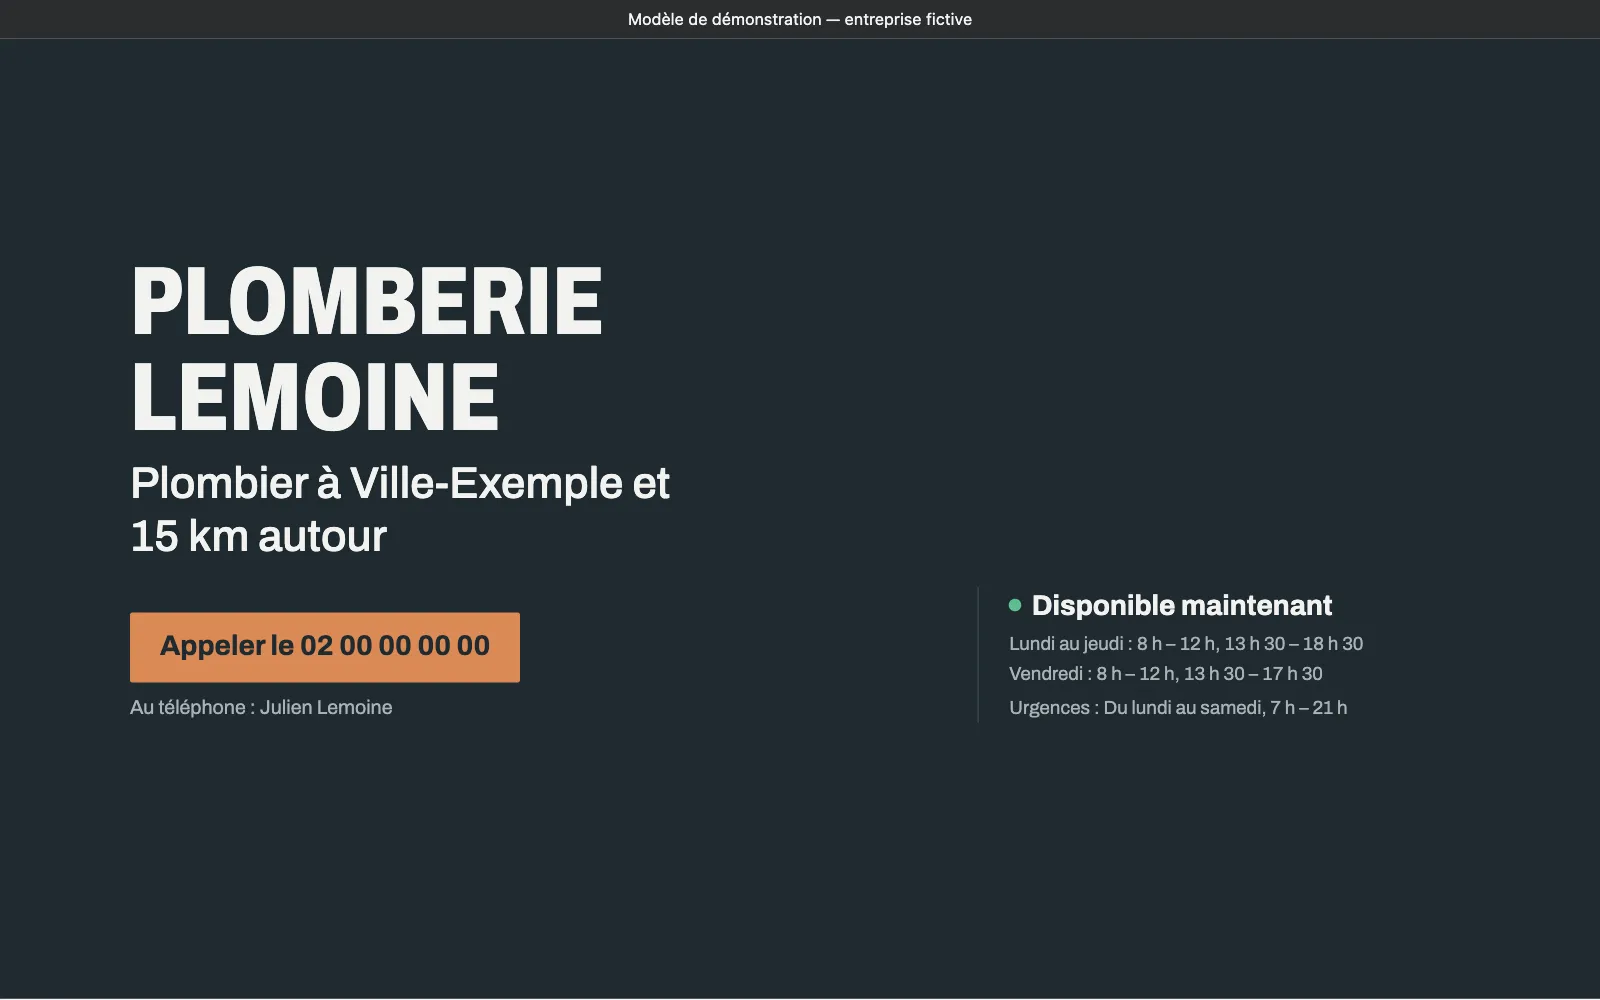 Modèle de démonstration — entreprise fictive
PLOMBERIE
LEMOINE
Plombier à Ville-Exemple et
15 km autour
Appeler le 02 00 00 00 00
Au téléphone : Julien Lemoine
Disponible maintenant
Lundi au jeudi : 8 h – 12 h, 13 h 30 – 18 h 30
Vendredi : 8 h – 12 h, 13 h 30 – 17 h 30
Urgences : Du lundi au samedi, 7 h – 21 h